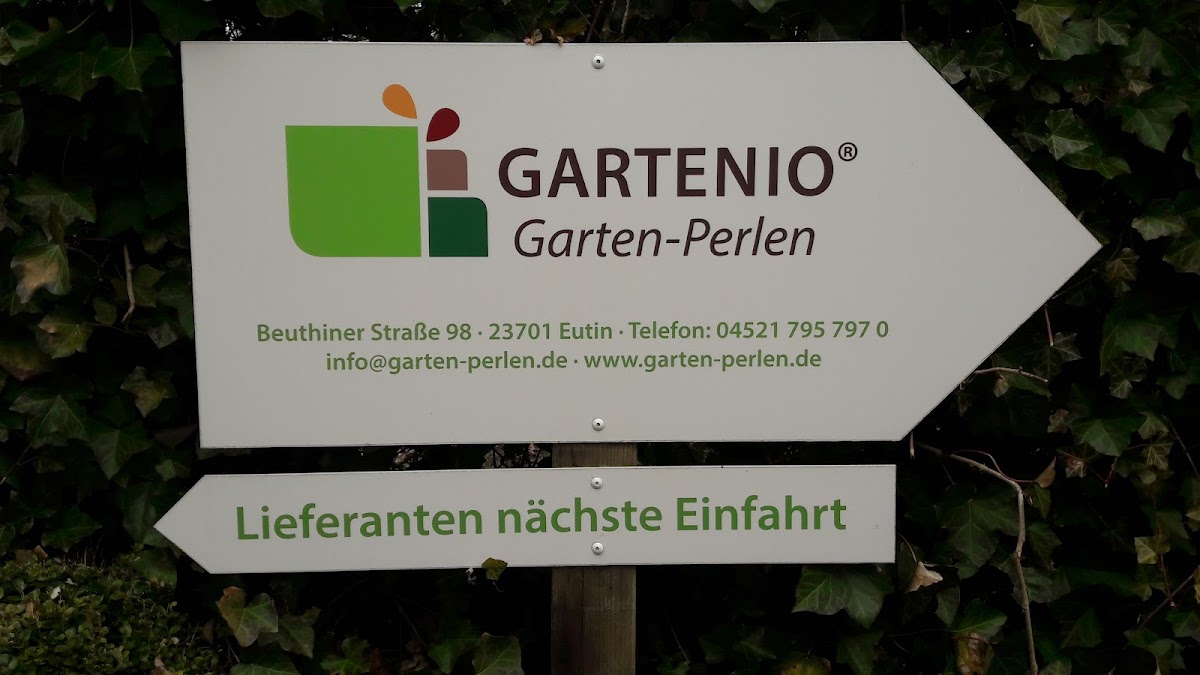 GARTENIO®
Garten-Perlen
Beuthiner Straße 98 · 23701 Eutin · Telefon: 04521 795 797 0
info@garten-perlen.de · www.garten-perlen.de
Lieferanten nächste Einfahrt